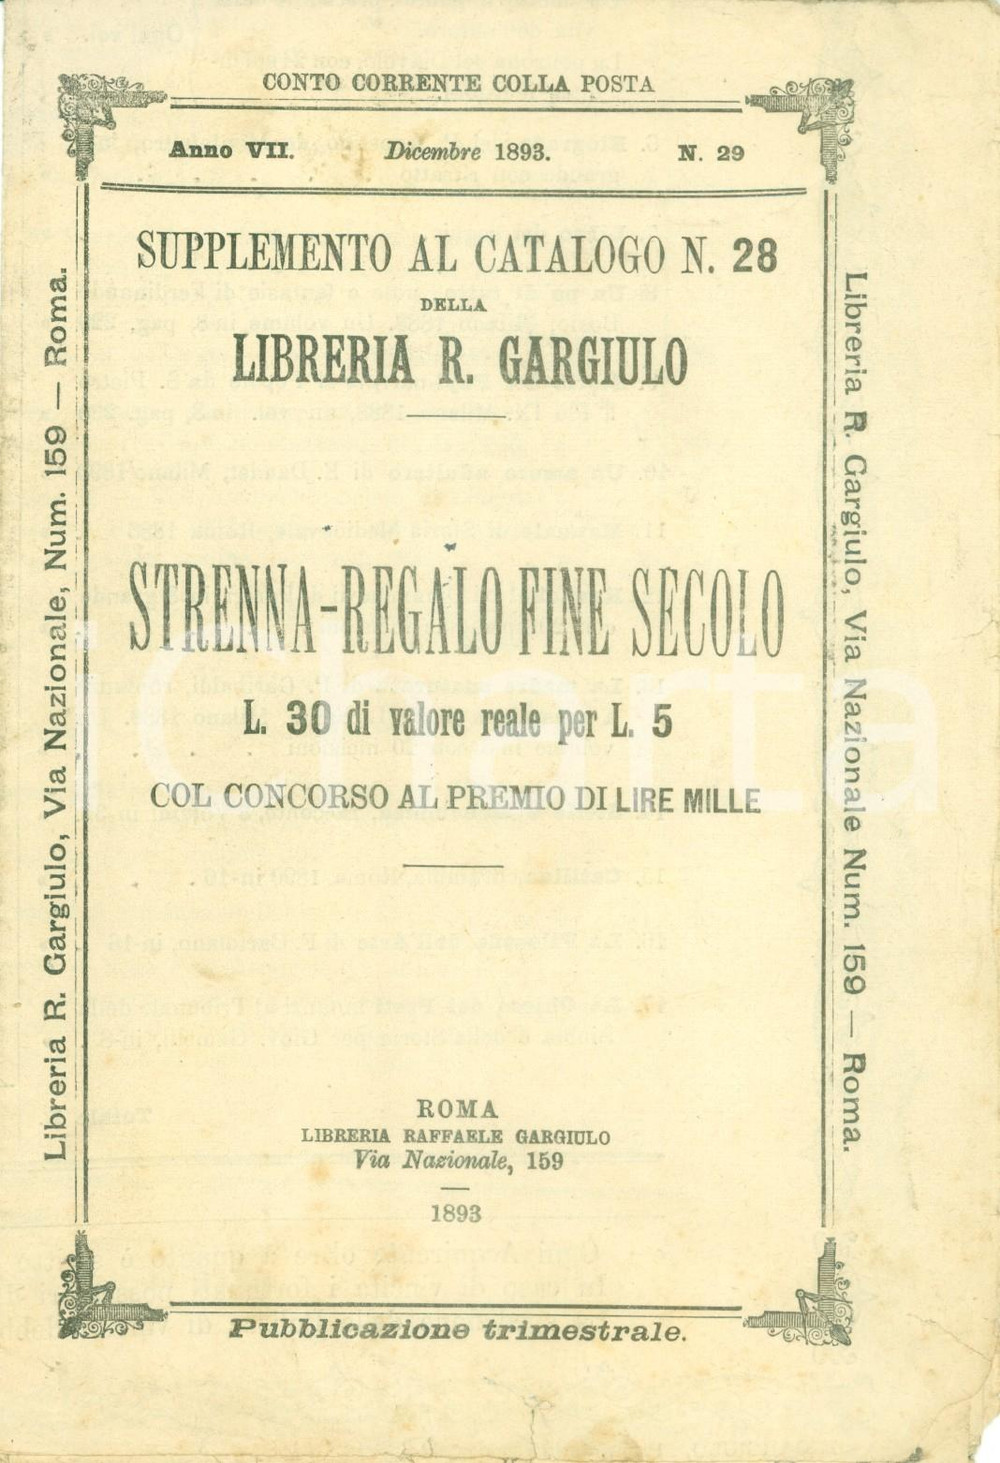 CONTO CORRENTE COLLA POSTA
Anno VII. Dicembre 1893. N. 29
SUPPLEMENTO AL CATALOGO N. 28
DELLA
LIBRERIA R. GARGIULO
STRENNA-REGALO FINE SECOLO
L. 30 di valore reale per L. 5
COL CONCORSO AL PREMIO DI LIRE MILLE
ROMA
LIBRERIA RAFFAELE GARGIULO
Via Nazionale, 159
1893
Pubblicazione trimestrale.
Libreria R. Gargiulo, Via Nazionale, Num. 159 — Roma.
Libreria R. Gargiulo, Via Nazionale Num. 159 — Roma.